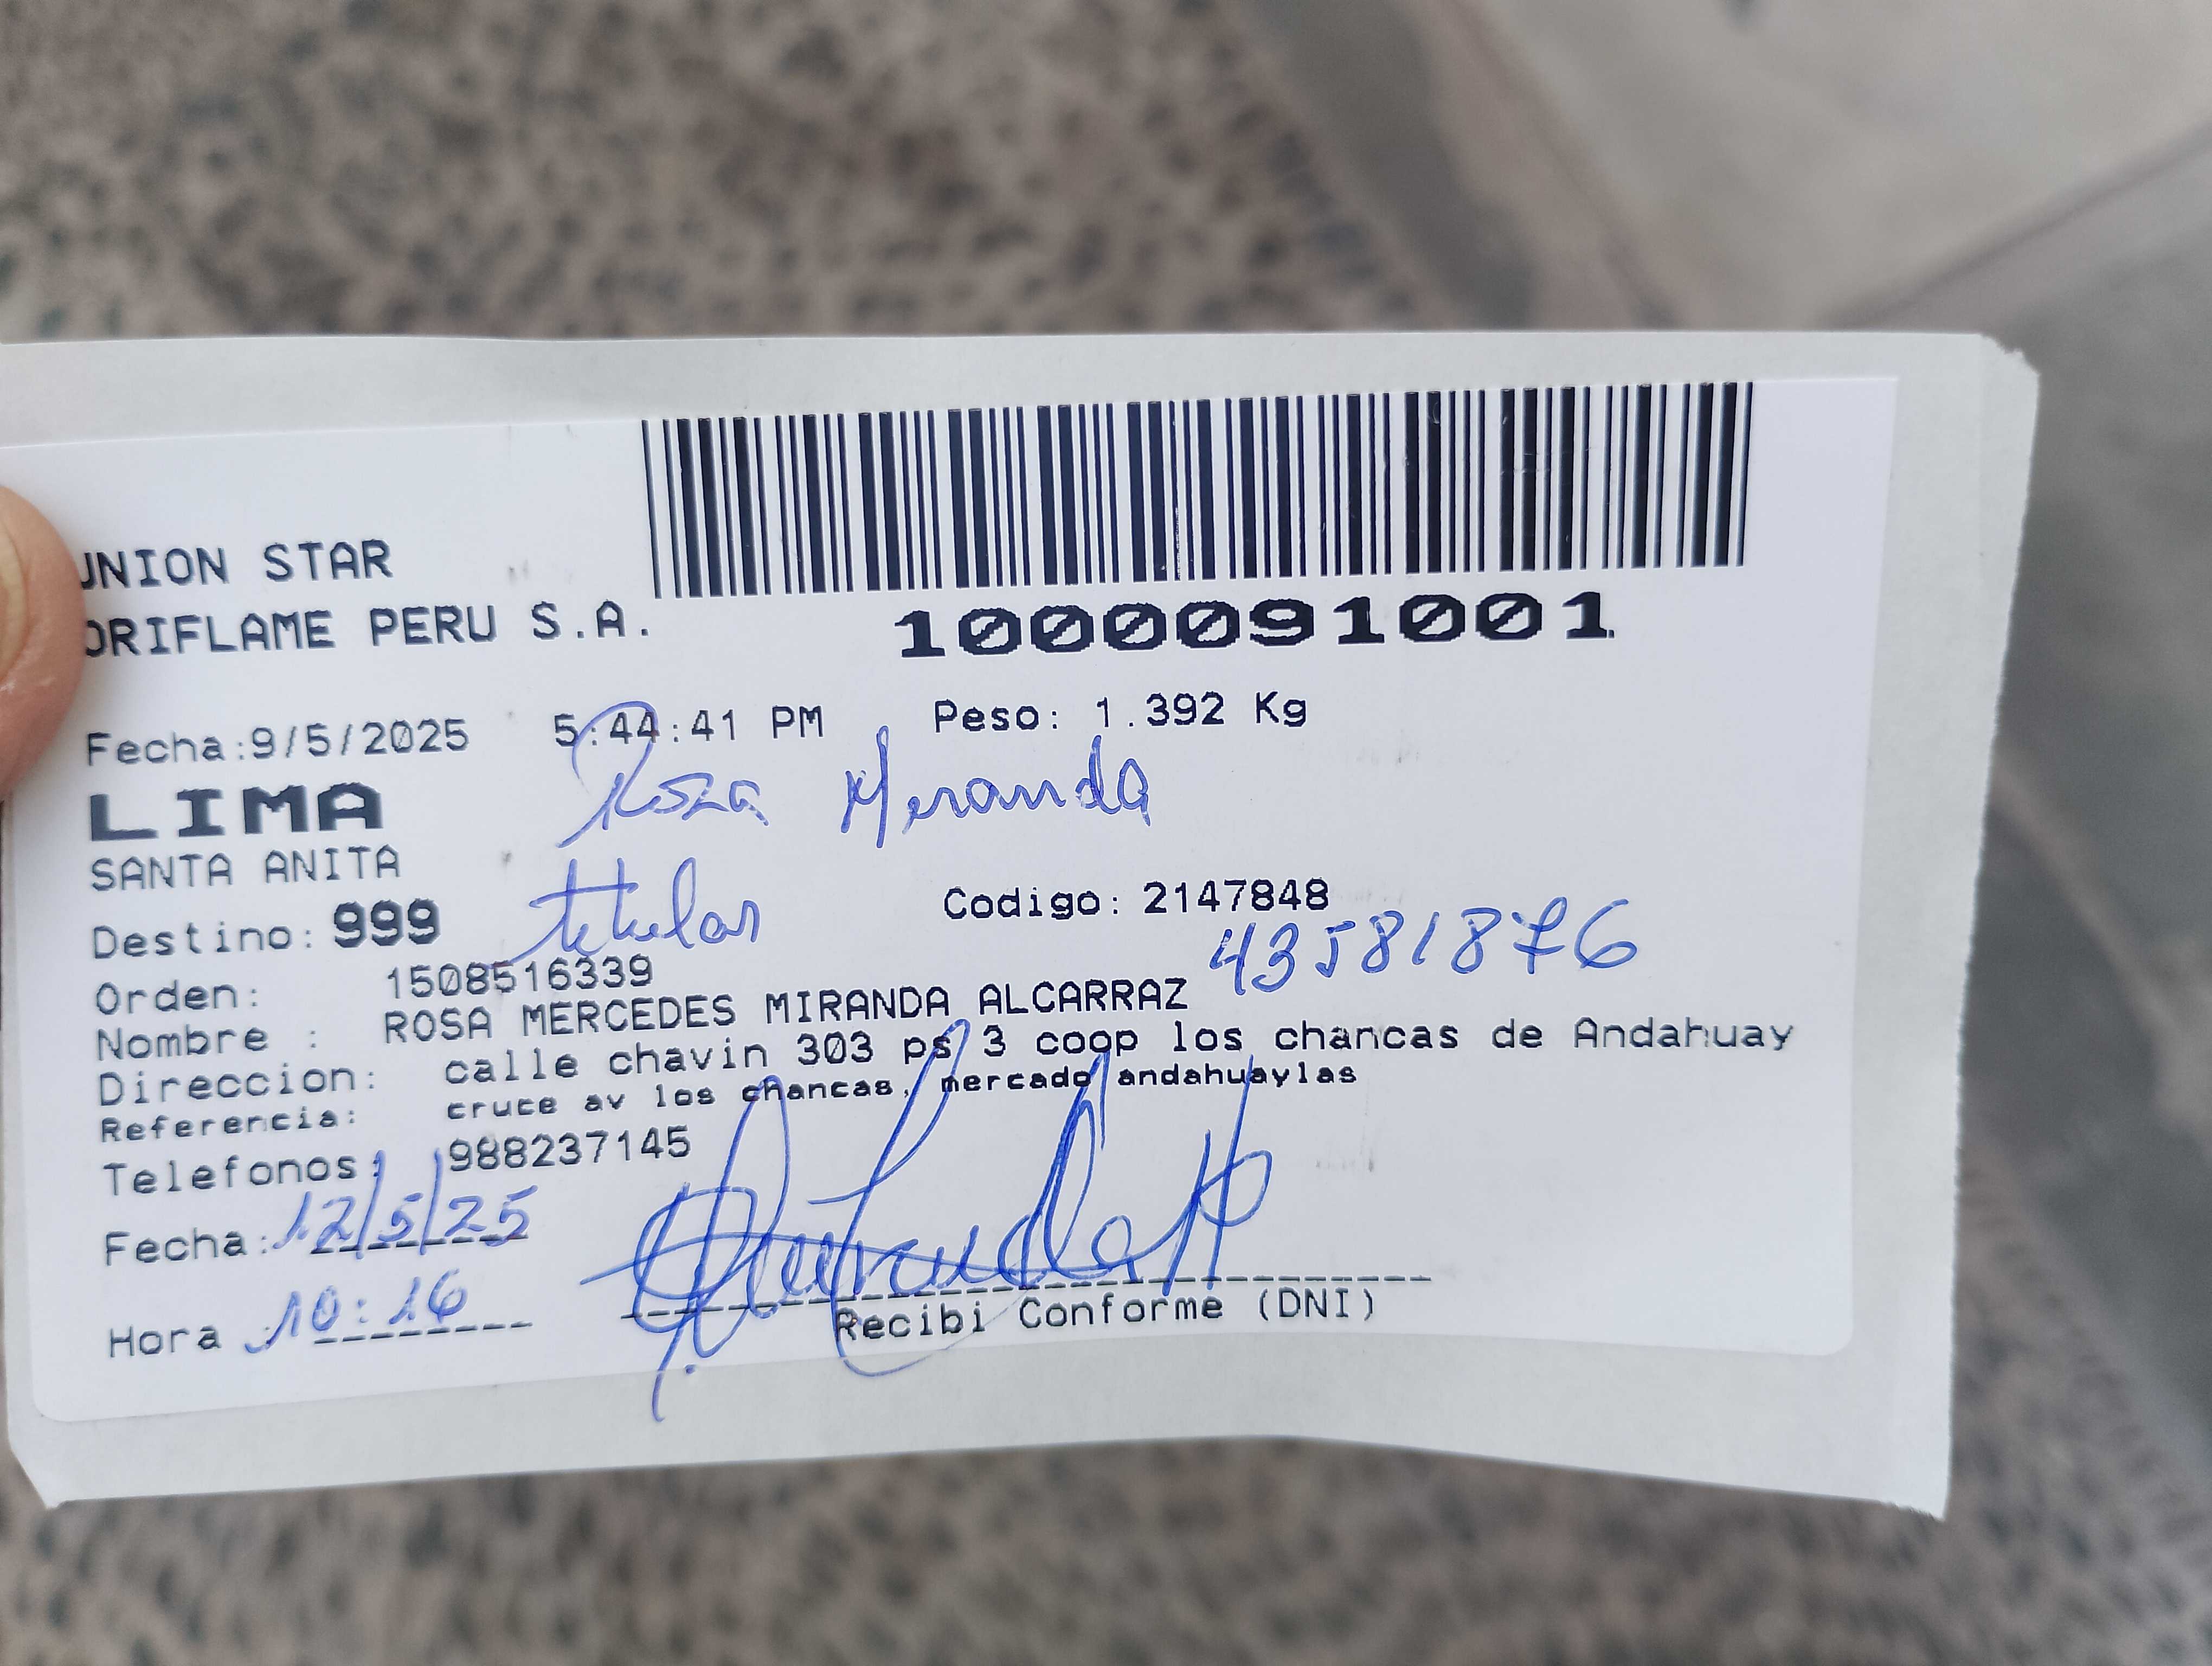 UNION STAR
ORIFLAME PERU S.A.
1000091001
Fecha:9/5/2025 5:44:41 PM Peso: 1.392 Kg
Rosa Meranda
LIMA
SANTA ANITA
titular
Codigo: 2147848
Destino: 999
43581876
Orden: 1508516339
Nombre : ROSA MERCEDES MIRANDA ALCARRAZ
Direccion: calle chavin 303 ps 3 coop los chancas de Andahuay
Referencia: cruce av los chancas, mercado andahuaylas
Telefonos: 988237145
Fecha: 12/5/25
Hora : 10:16
Recibi Conforme (DNI)